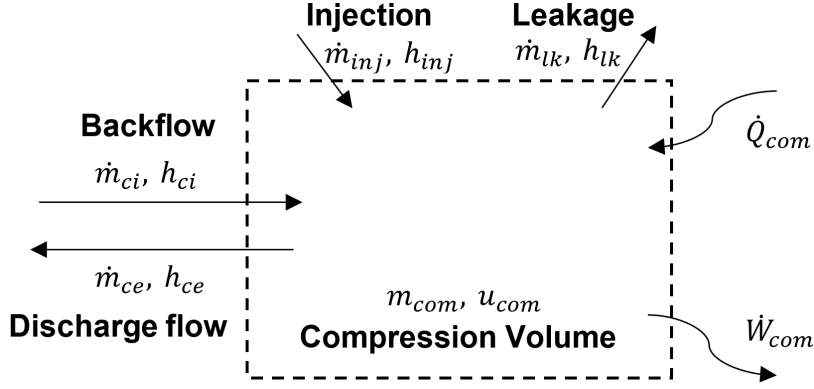 Injection
ṁ_inj, h_inj
Leakage
ṁ_lk, h_lk
Backflow
ṁ_ci, h_ci
Q̇_com
ṁ_ce, h_ce
Discharge flow
m_com, u_com
Compression Volume
Ẇ_com